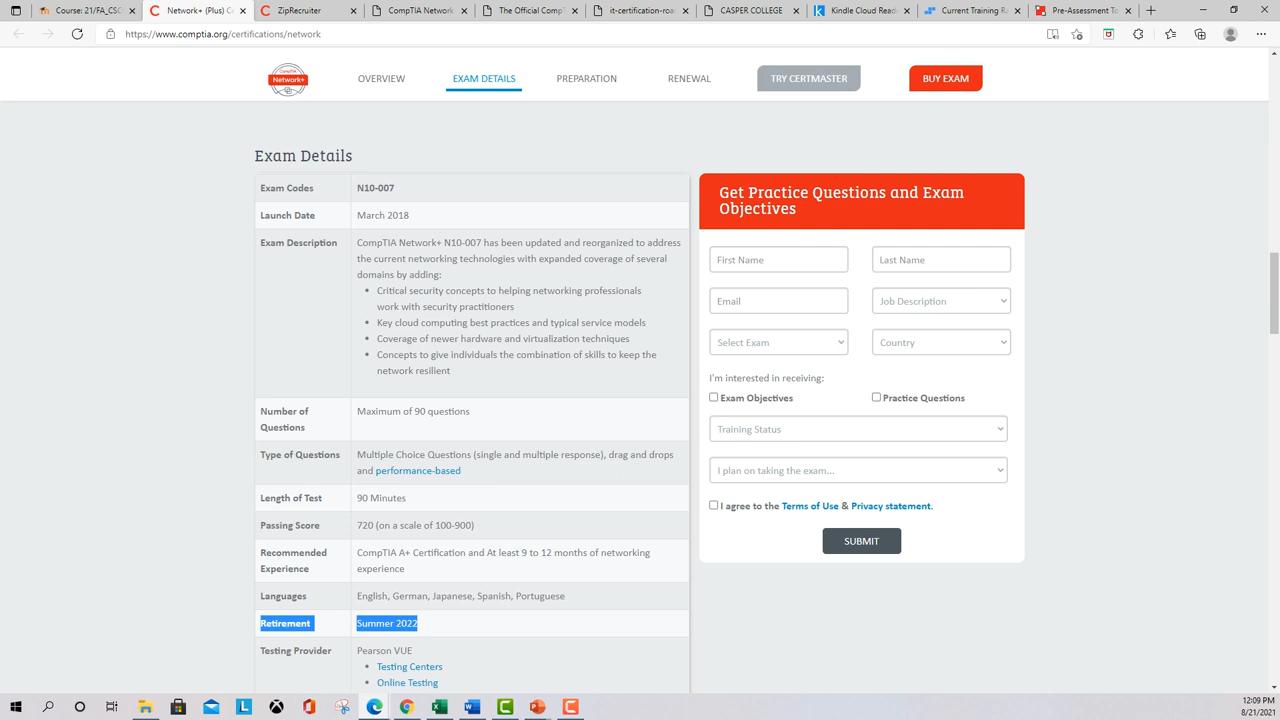 Course: 21/FA_CSC
Network+ (Plus) Ce
ZipRecruiter
CompTIA Network
The Official CompT
it-certification-roa
CASPER COLLEGE
Kindle Cloud Read
Current Training R
Pre-Assessment To
https://www.comptia.org/certifications/network
CompTIA
Network+
OVERVIEW
EXAM DETAILS
PREPARATION
RENEWAL
TRY CERTMASTER
BUY EXAM
Exam Details
Exam Codes
N10-007
Launch Date
March 2018
Exam Description
CompTIA Network+ N10-007 has been updated and reorganized to address
the current networking technologies with expanded coverage of several
domains by adding:
• Critical security concepts to helping networking professionals
work with security practitioners
• Key cloud computing best practices and typical service models
• Coverage of newer hardware and virtualization techniques
• Concepts to give individuals the combination of skills to keep the
network resilient
Number of
Questions
Maximum of 90 questions
Type of Questions
Multiple Choice Questions (single and multiple response), drag and drops
and performance-based
Length of Test
90 Minutes
Passing Score
720 (on a scale of 100-900)
Recommended
Experience
CompTIA A+ Certification and At least 9 to 12 months of networking
experience
Languages
English, German, Japanese, Spanish, Portuguese
Retirement
Summer 2022
Testing Provider
Pearson VUE
• Testing Centers
• Online Testing
Get Practice Questions and Exam
Objectives
First Name
Last Name
Email
Job Description
Select Exam
Country
I'm interested in receiving:
Exam Objectives
Practice Questions
Training Status
I plan on taking the exam...
I agree to the Terms of Use & Privacy statement.
SUBMIT
12:09 PM
8/21/2021